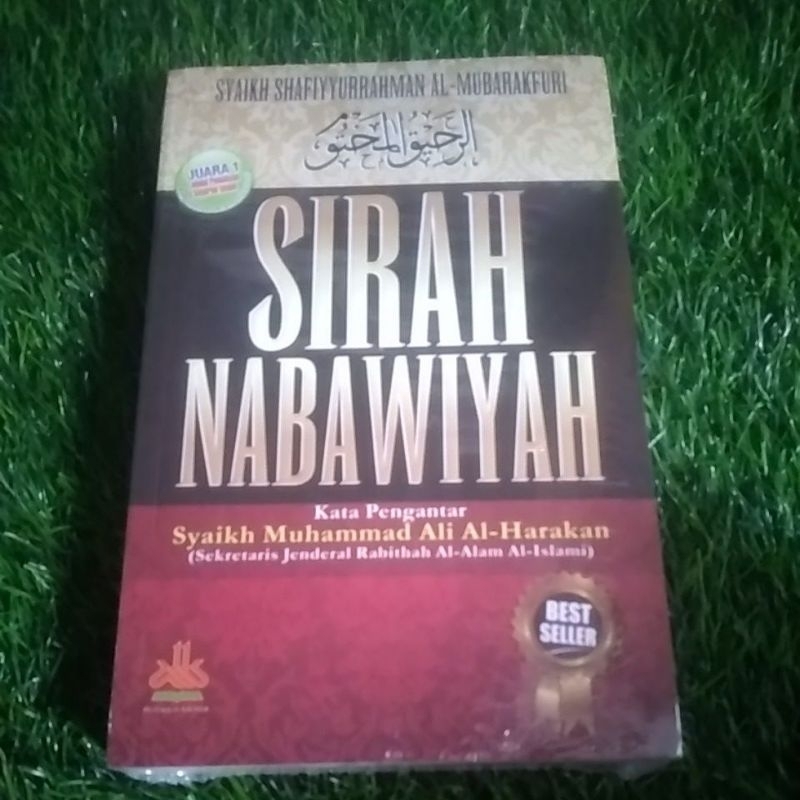 SYAIKH SHAFIYYURRAHMAN AL-MUBARAKFURI
الرحيق المختوم
JUARA 1
SIRAH
NABAWIYAH
Kata Pengantar
Syaikh Muhammad Ali Al-Harakan
(Sekretaris Jenderal Rabithah Al-Alam Al-Islami)
BEST
SELLER